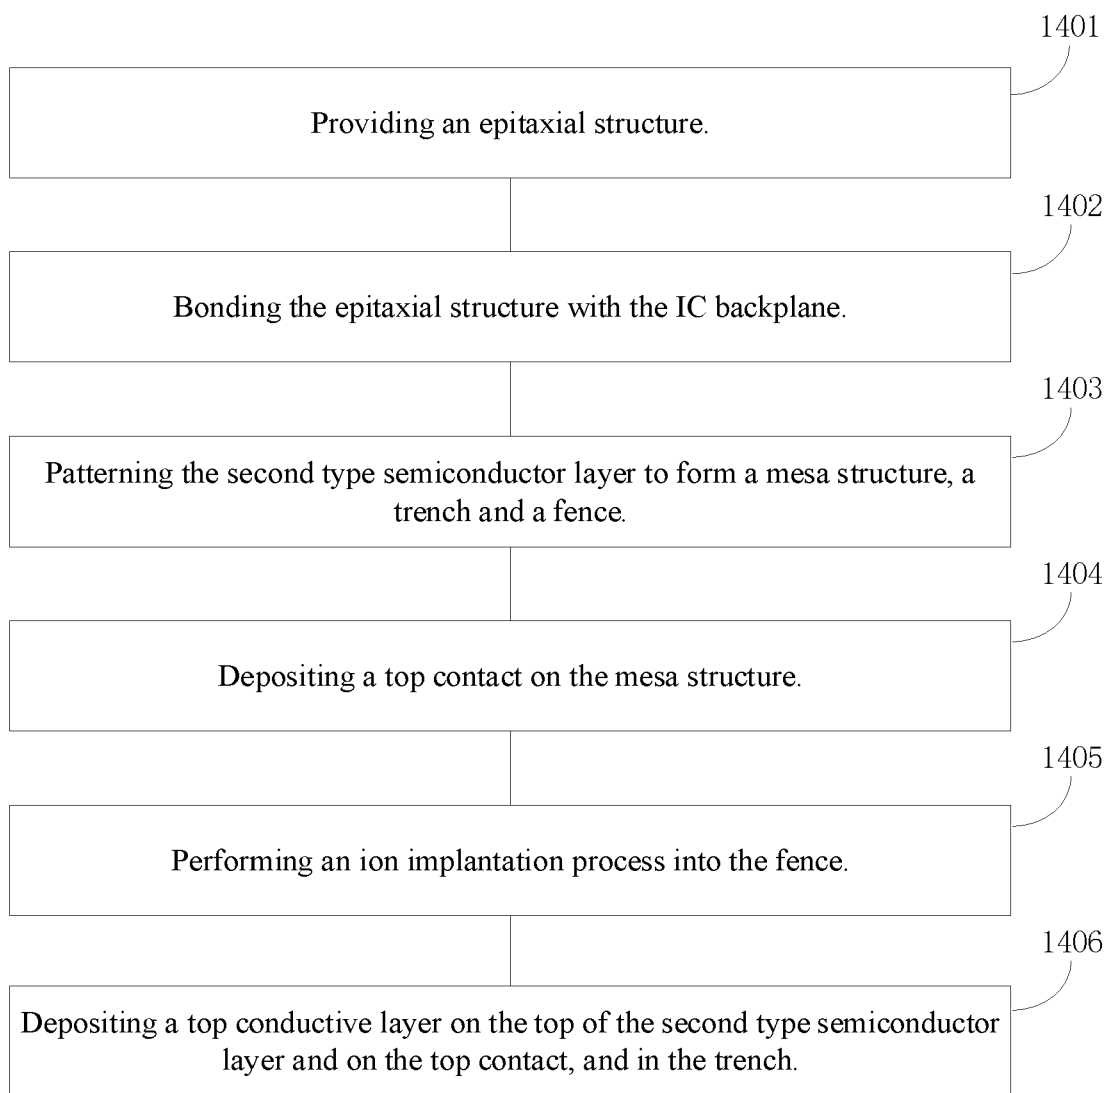 1401
Providing an epitaxial structure.
1402
Bonding the epitaxial structure with the IC backplane.
1403
Patterning the second type semiconductor layer to form a mesa structure, a
trench and a fence.
1404
Depositing a top contact on the mesa structure.
1405
Performing an ion implantation process into the fence.
1406
Depositing a top conductive layer on the top of the second type semiconductor
layer and on the top contact, and in the trench.